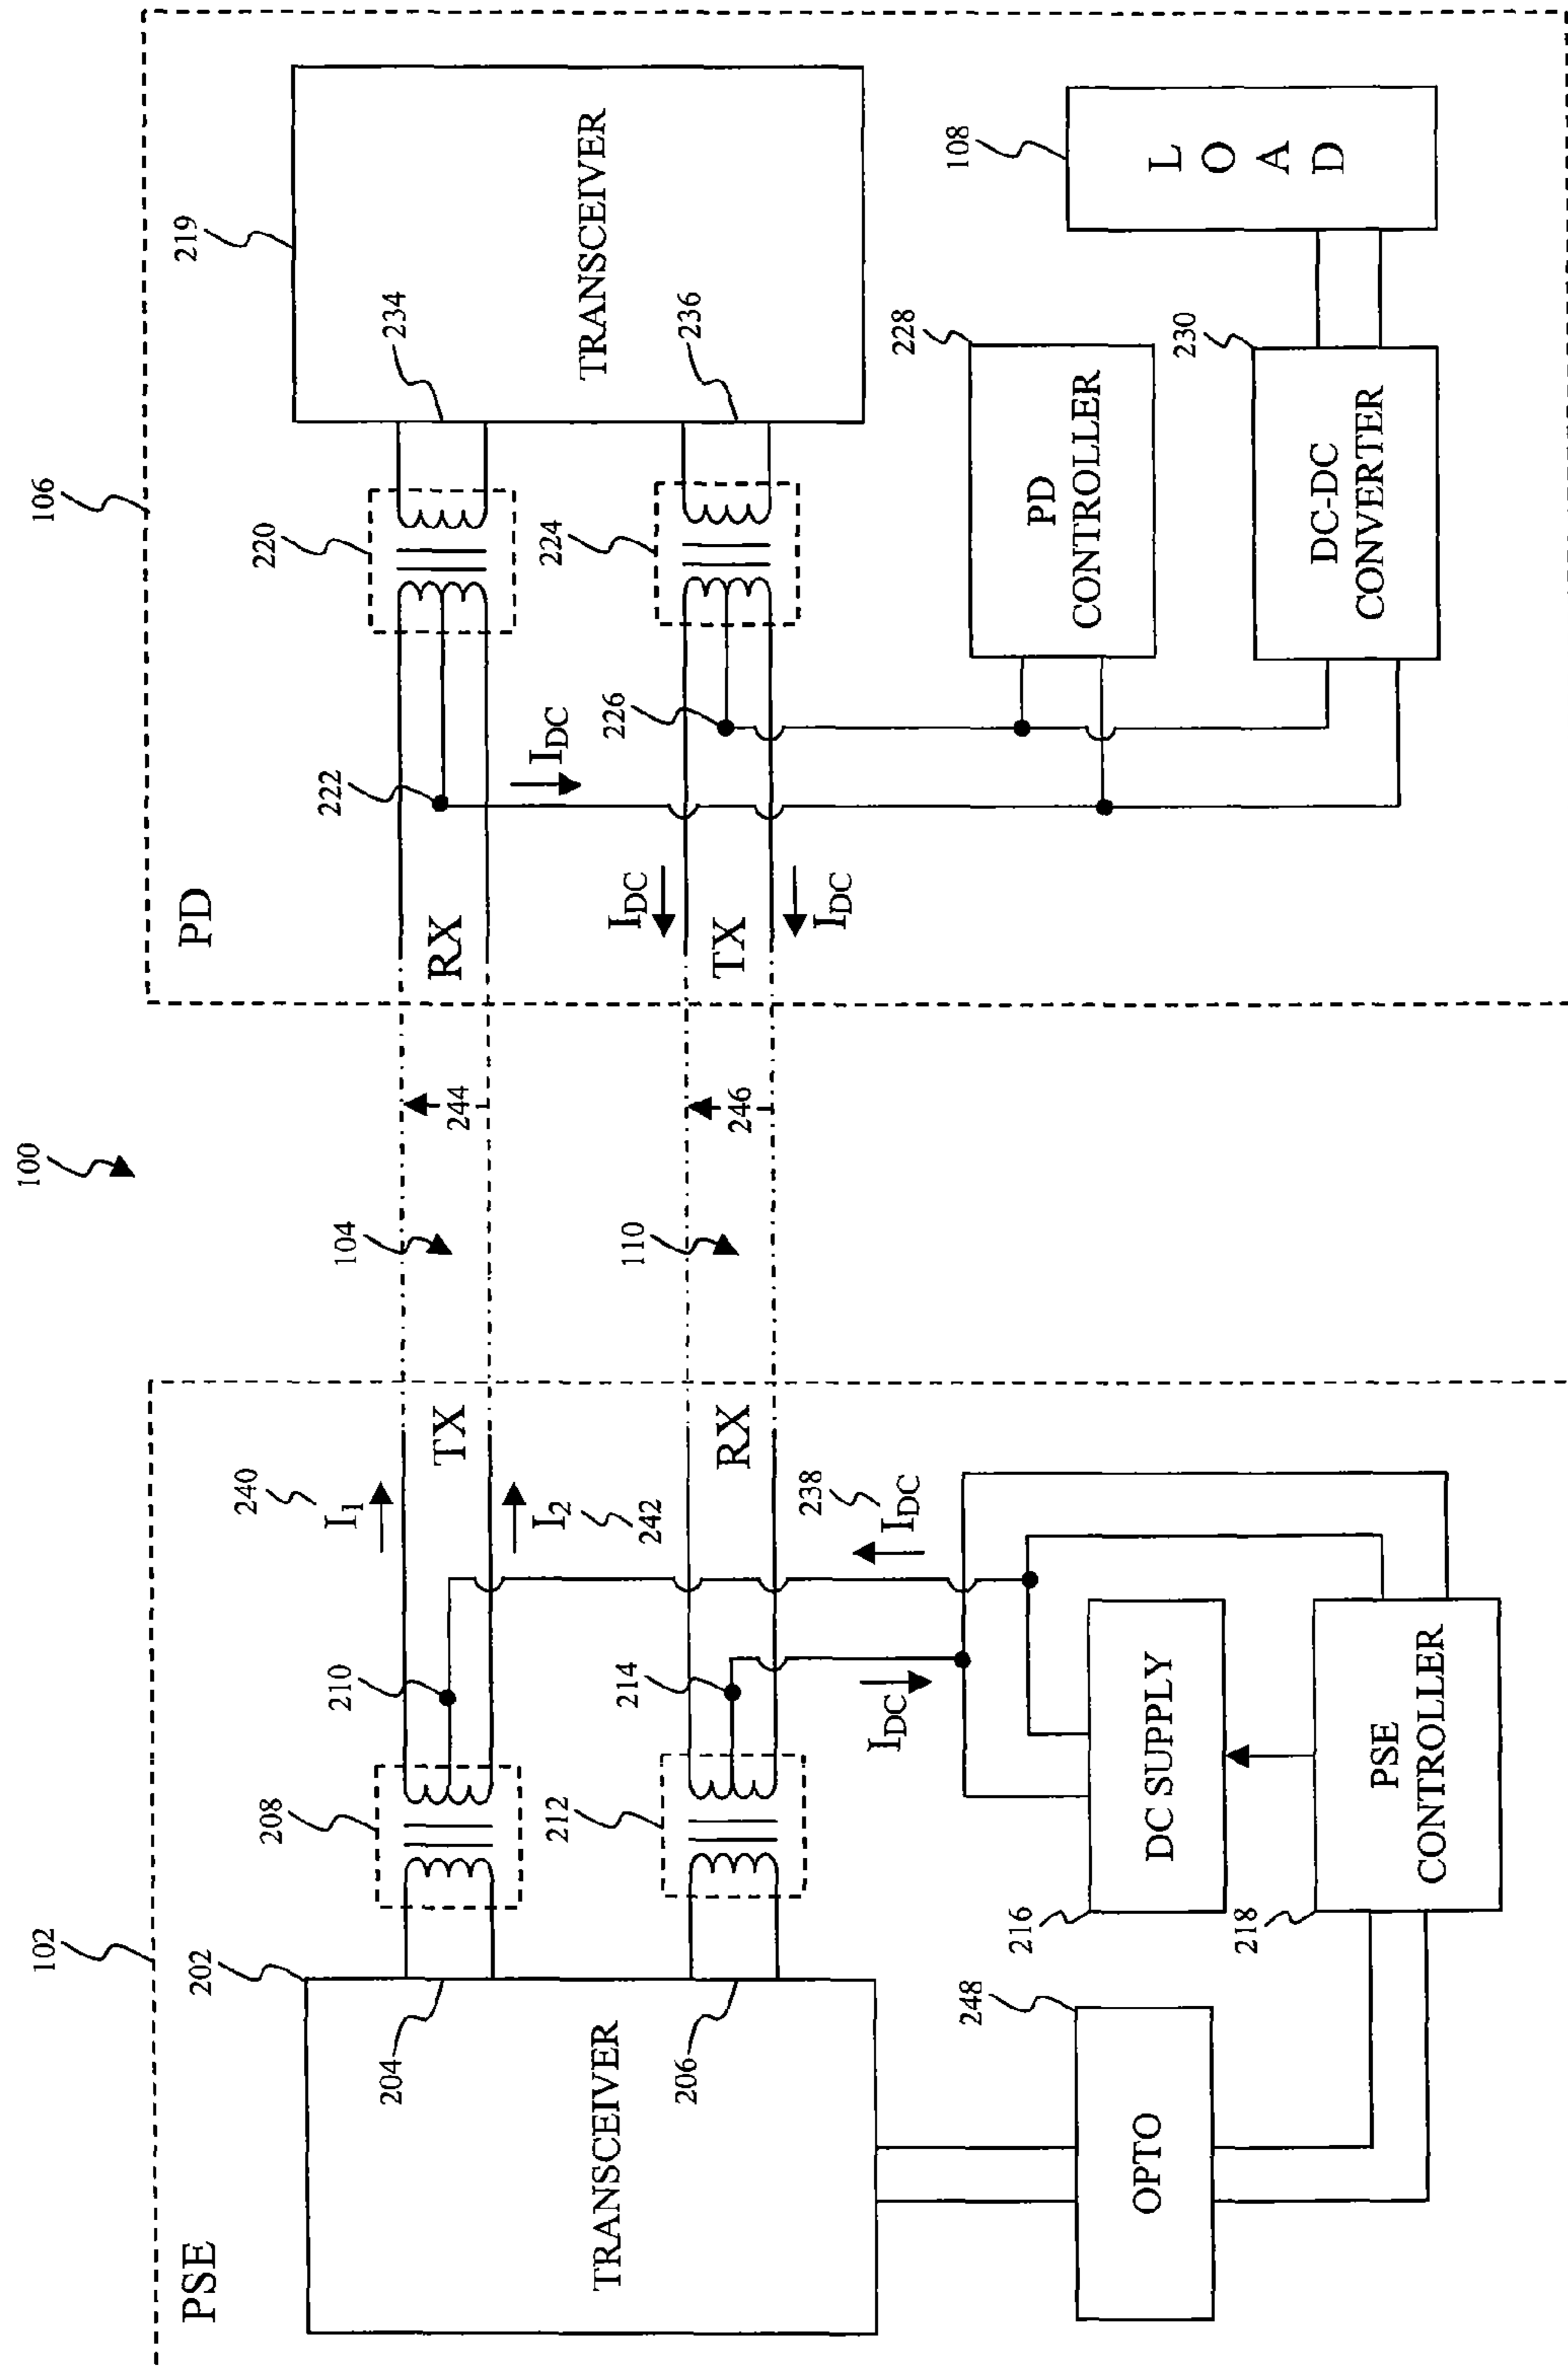 100
102
PSE
202
TRANSCEIVER
204
206
208
210
212
214
240
I1
TX
I2
242
RX
238
IDC
IDC
216
DC SUPPLY
218
PSE
CONTROLLER
248
OPTO
104
110
244
246
106
PD
RX
TX
IDC
IDC
222
IDC
226
220
224
219
TRANSCEIVER
234
236
228
PD
CONTROLLER
230
DC-DC
CONVERTER
108
LOAD